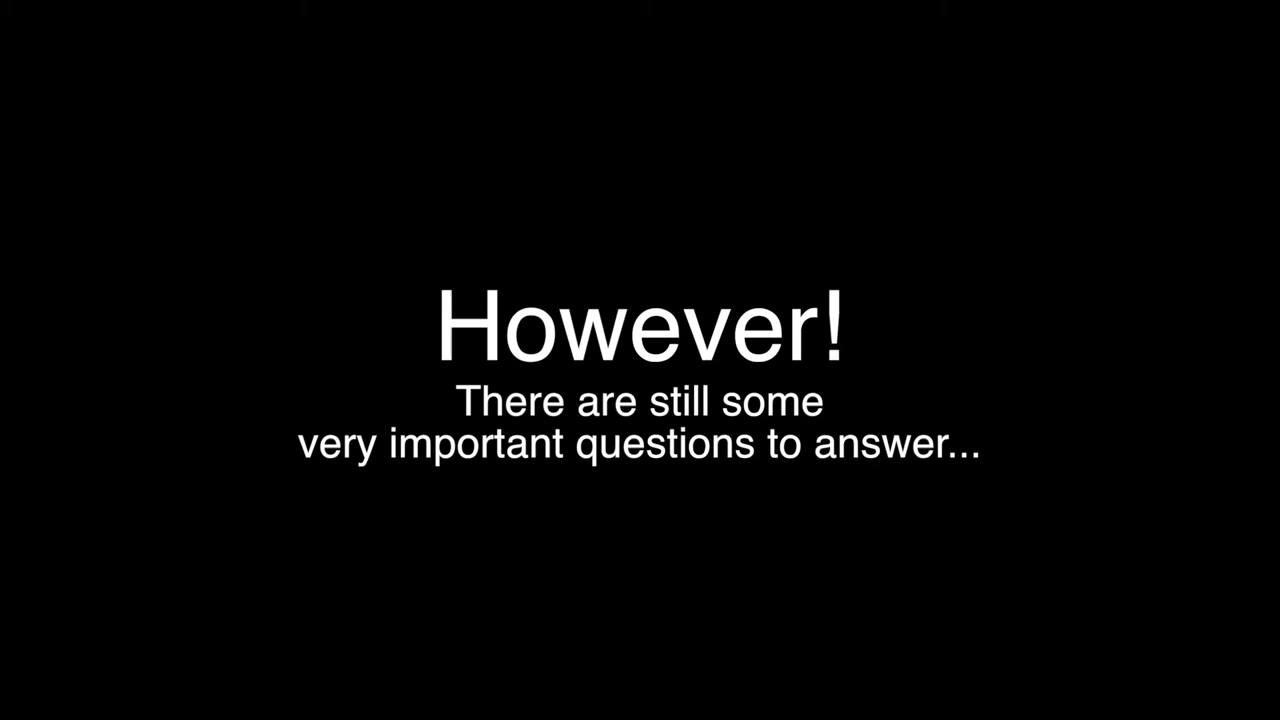 However!
There are still some
very important questions to answer...